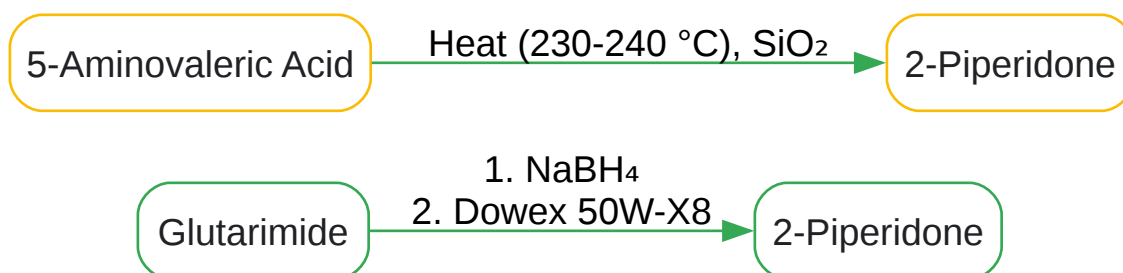 5-Aminovaleric Acid
Heat (230-240 °C), SiO₂
2-Piperidone
1. NaBH₄
2. Dowex 50W-X8
Glutarimide
2-Piperidone